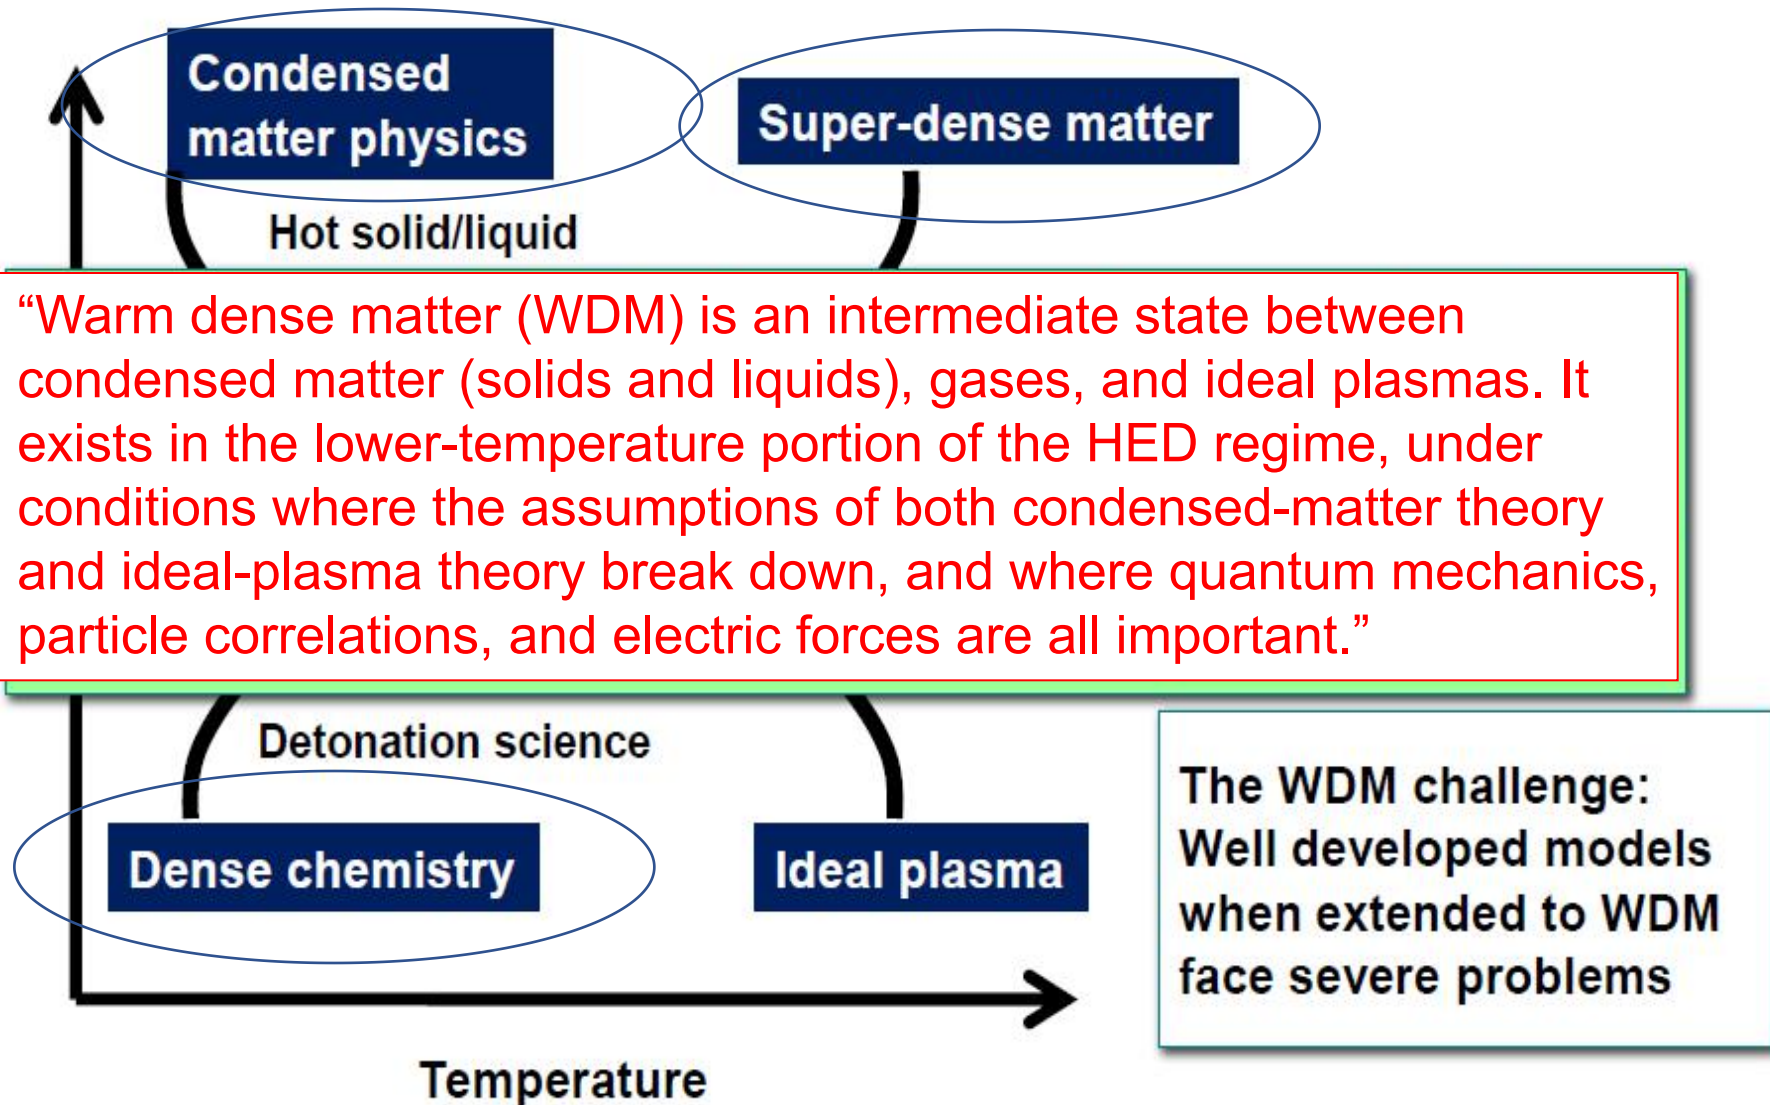 Condensed
matter physics
Super-dense matter
Hot solid/liquid
“Warm dense matter (WDM) is an intermediate state between
condensed matter (solids and liquids), gases, and ideal plasmas. It
exists in the lower-temperature portion of the HED regime, under
conditions where the assumptions of both condensed-matter theory
and ideal-plasma theory break down, and where quantum mechanics,
particle correlations, and electric forces are all important.”
Detonation science
Dense chemistry
Ideal plasma
The WDM challenge:
Well developed models
when extended to WDM
face severe problems
Temperature